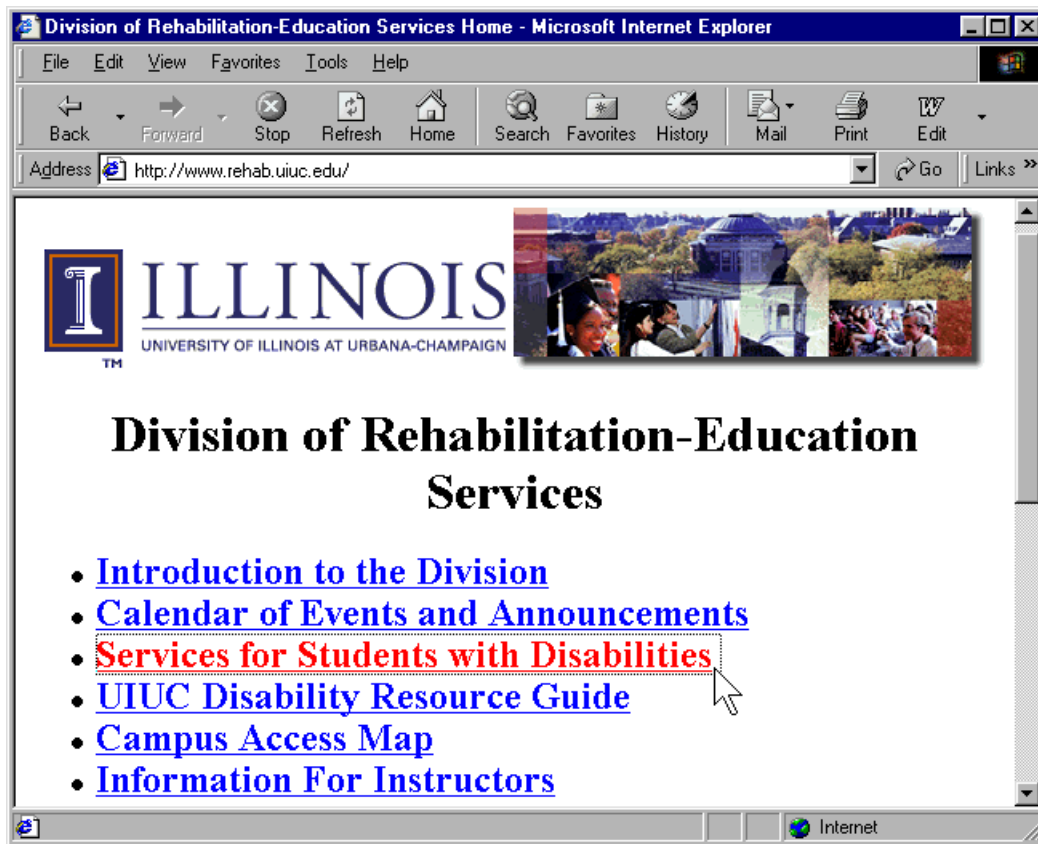 Division of Rehabilitation-Education Services Home - Microsoft Internet Explorer
File Edit View Favorites Tools Help
Back Forward Stop Refresh Home Search Favorites History Mail Print Edit
Address http://www.rehab.uiuc.edu/ Go Links »
I ILLINOIS
UNIVERSITY OF ILLINOIS AT URBANA-CHAMPAIGN
TM
Division of Rehabilitation-Education
Services
• Introduction to the Division
• Calendar of Events and Announcements
• Services for Students with Disabilities
• UIUC Disability Resource Guide
• Campus Access Map
• Information For Instructors
Internet